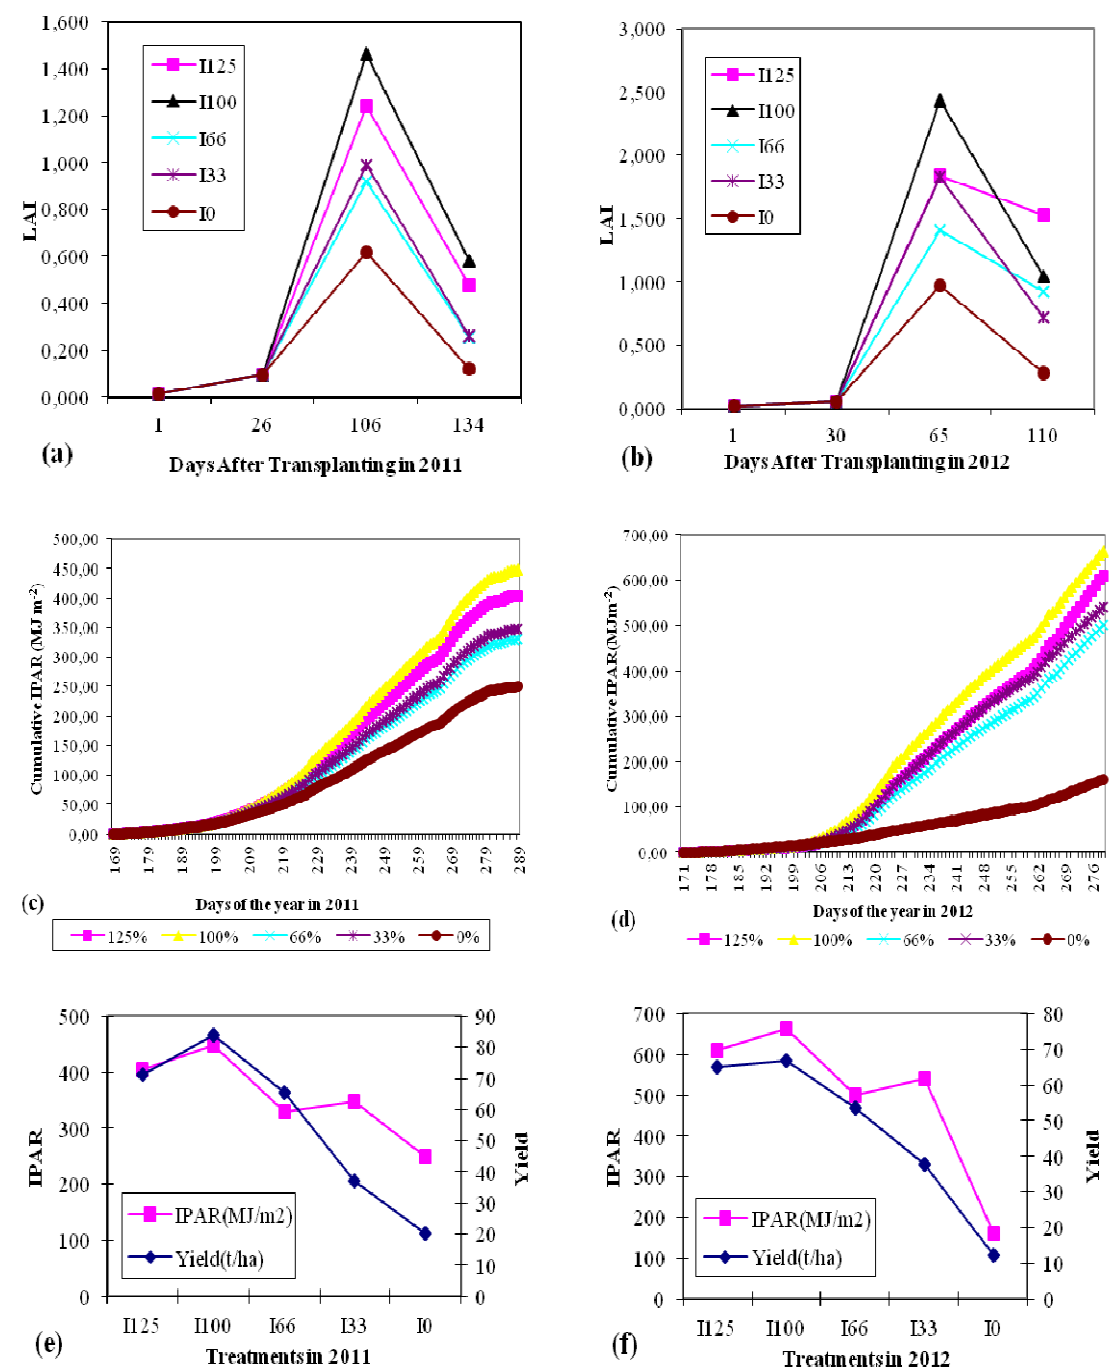 1,600
1,400
1,200
1,000
0,800
0,600
0,400
0,200
0,000
LAI
I125
I100
I66
I33
I0
1 26 106 134
(a)
Days After Transplanting in 2011
3,000
2,500
2,000
1,500
1,000
0,500
0,000
LAI
I125
I100
I66
I33
I0
1 30 65 110
(b)
Days After Transplanting in 2012
500,00
450,00
400,00
350,00
300,00
250,00
200,00
150,00
100,00
50,00
0,00
Cumulative IPAR (MJ m-2)
169 179 189 199 209 219 229 239 249 259 269 279 289
(c)
Days of the year in 2011
125% 100% 66% 33% 0%
700,00
600,00
500,00
400,00
300,00
200,00
100,00
0.00
Cumulative IPAR(MJm-2)
171 178 185 192 199 206 213 220 227 234 241 248 255 262 269 276
(d)
Days of the year in 2012
125% 100% 66% 33% 0%
500
400
300
200
100
0
IPAR
90
80
70
60
50
40
30
20
10
0
Yield
IPAR(MJ/m2)
Yield(t/ha)
I125 I100 I66 I33 I0
(e)
Treatments in 2011
700
600
500
400
300
200
100
0
IPAR
80
70
60
50
40
30
20
10
0
Yield
IPAR(MJ/m2)
Yield(t/ha)
I125 I100 I66 I33 I0
(f)
Treatments in 2012